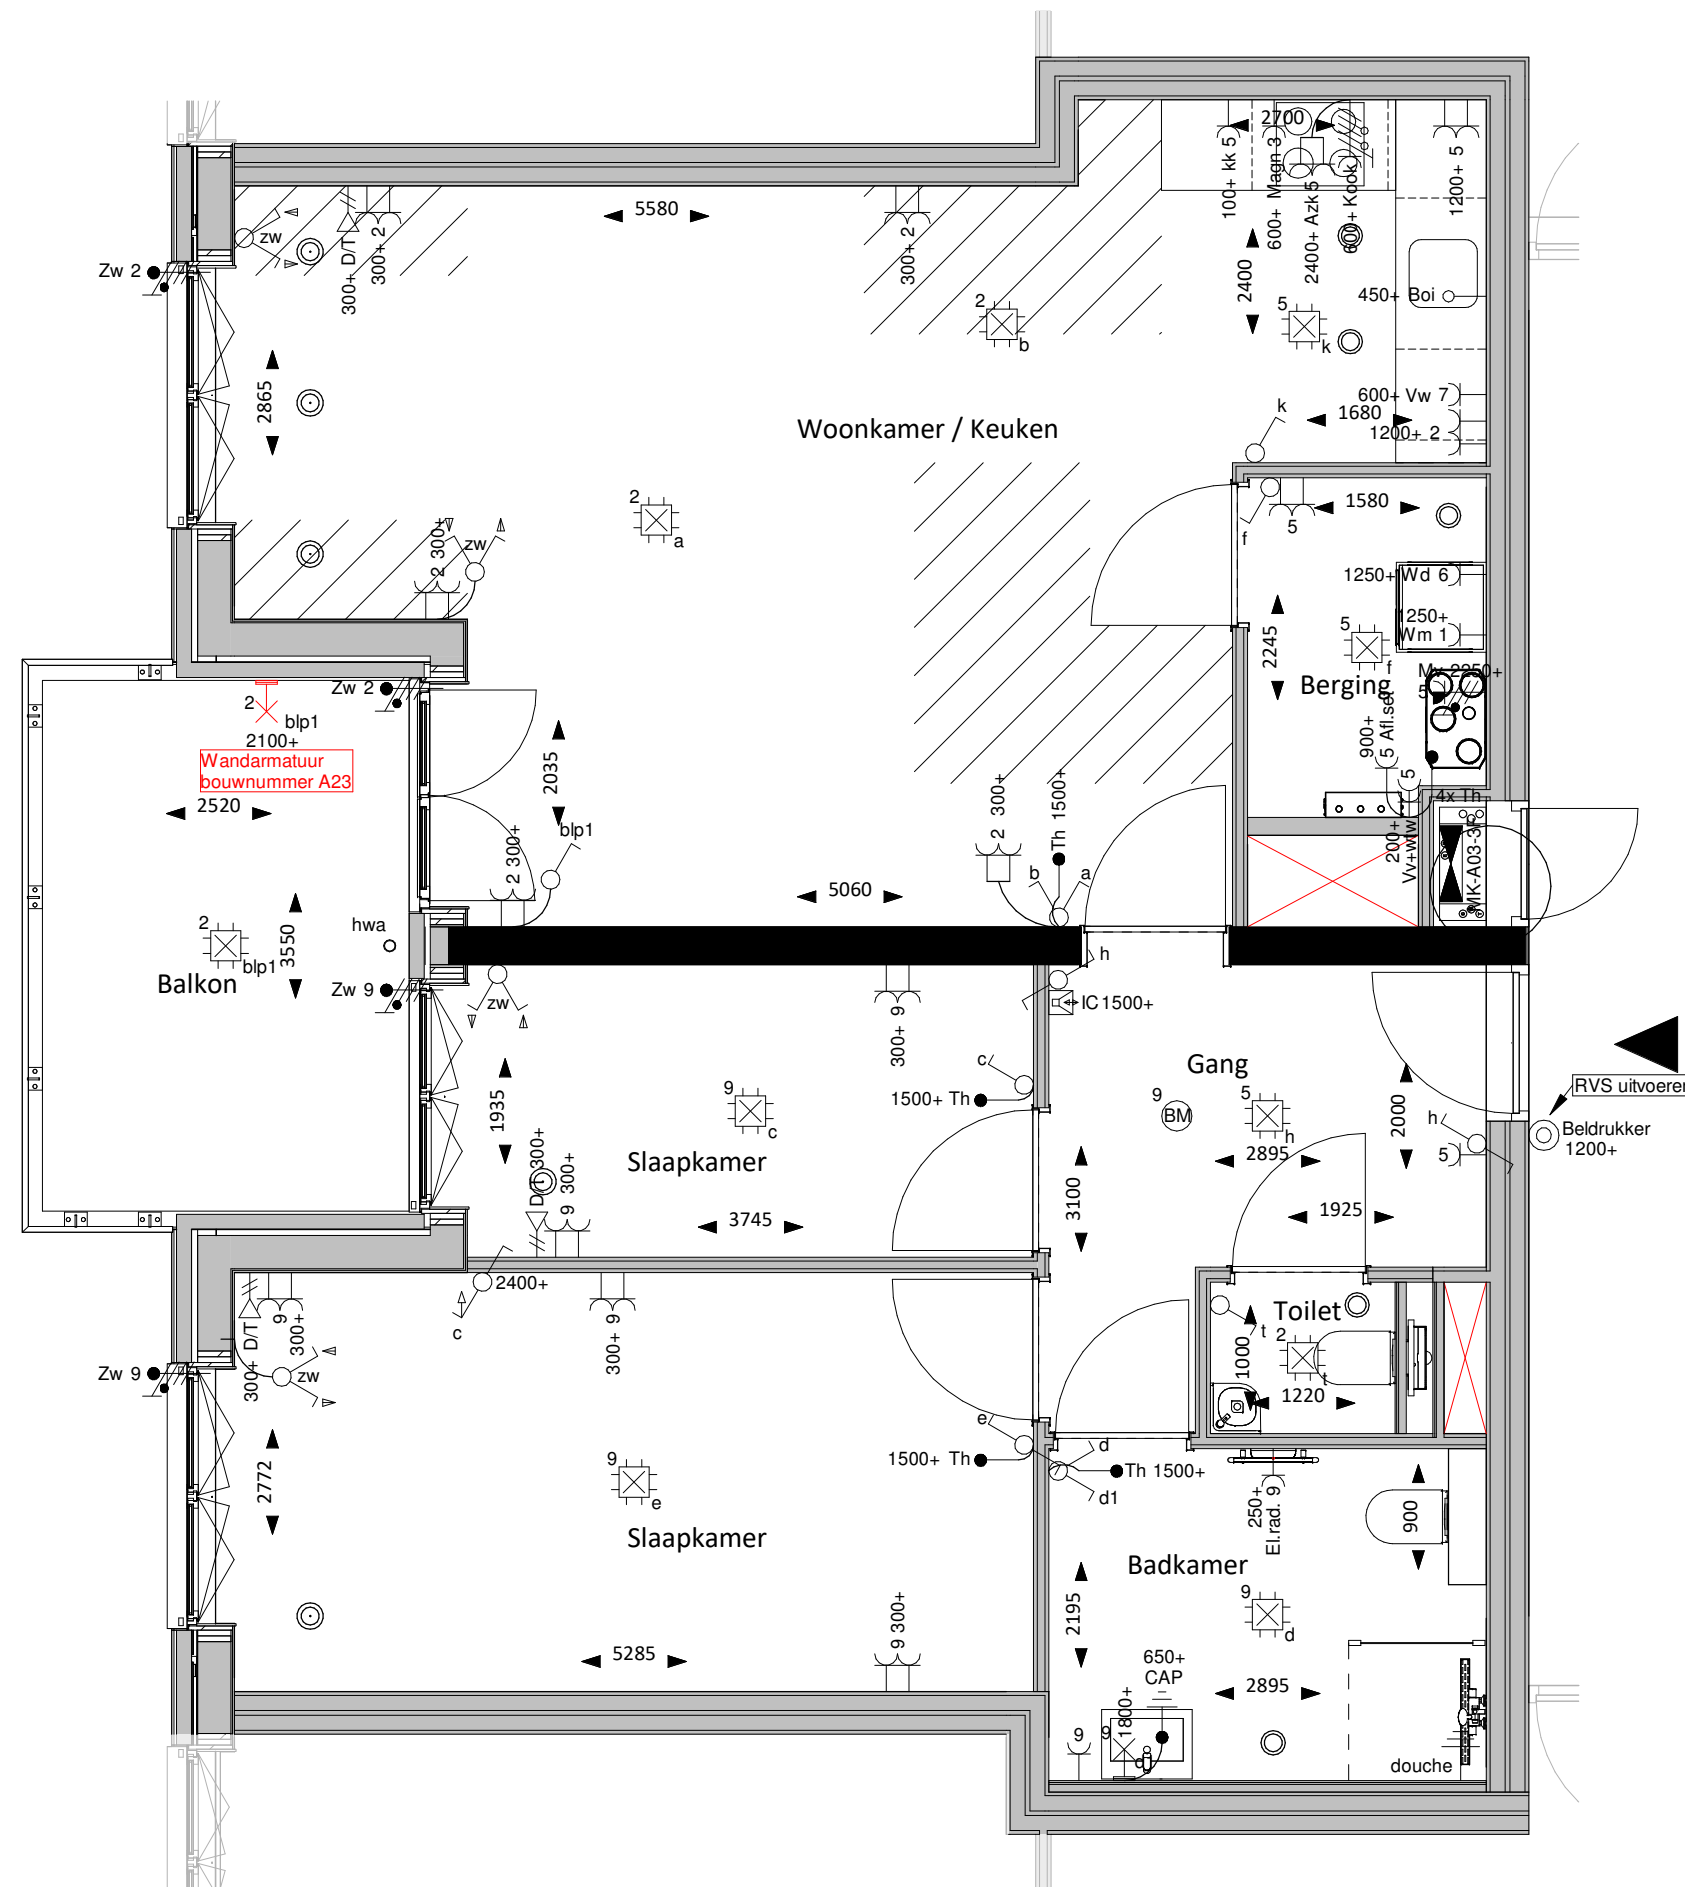 2700
100+ kk 5
600+ Magn 3
2400+ Azk 5
600+ Kook
1200+ 5
5580
zw
300+ D/T
300+ 2
300+ 2
Zw 2
2400
450+ Boi
2
b
5
k
2865
600+ Vw 7
k
1680
1200+ 2
Woonkamer / Keuken
2
a
1580
f
5
2 300+
zw
1250+ Wd 6
1250+
Wm 1
5
f
2245
Berging
Mv 2250+
5
Zw 2
2
blp1
2100+
Wandarmatuur
bouwnummer A23
2520
2035
900+
5 Afl.set
5
4x Th
200+
Vv+wtw
MK-A03-3F
2 300+
Th 1500+
blp1
2 300+
b
a
5060
hwa
2
blp1
3550
Balkon
Zw 9
zw
300+ 9
h
IC 1500+
c
1500+ Th
Gang
1935
9
c
9
BM
5
h
2895
2000
h
5
RVS uitvoeren
Beldrukker
1200+
Slaapkamer
D/T 300+
9 300+
3745
3100
1925
2400+
c
300+ D/T
9
300+
300+ 9
Zw 9
zw
Toilet
t
2
t
1000
1220
e
1500+ Th
d
Th 1500+
d1
2772
9
e
Slaapkamer
250+
El.rad. 9
900
Badkamer
2195
9
d
9 300+
5285
650+
CAP
2895
9
9
1800+
d
douche